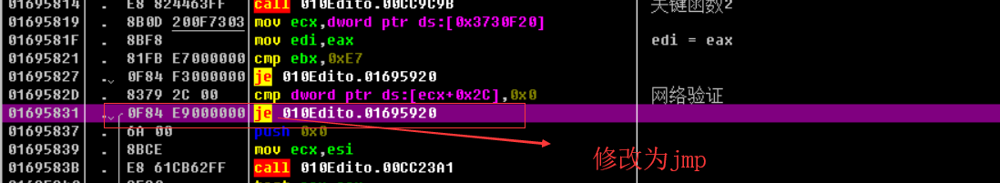 01695814 . E8 824463FF call 010Edito.00CC9C9B 关键函数2
01695819 . 8B0D 200F7303 mov ecx,dword ptr ds:[0x3730F20]
0169581F . 8BF8 mov edi,eax edi = eax
01695821 . 81FB E7000000 cmp ebx,0xE7
01695827 .v 0F84 F3000000 je 010Edito.01695920
0169582D . 8379 2C 00 cmp dword ptr ds:[ecx+0x2C],0x0 网络验证
01695831 .v 0F84 E9000000 je 010Edito.01695920
01695837 . 6A 00 push 0x0
01695839 . 8BCE mov ecx,esi
0169583B . E8 61CB62FF call 010Edito.00CC23A1
修改为jmp